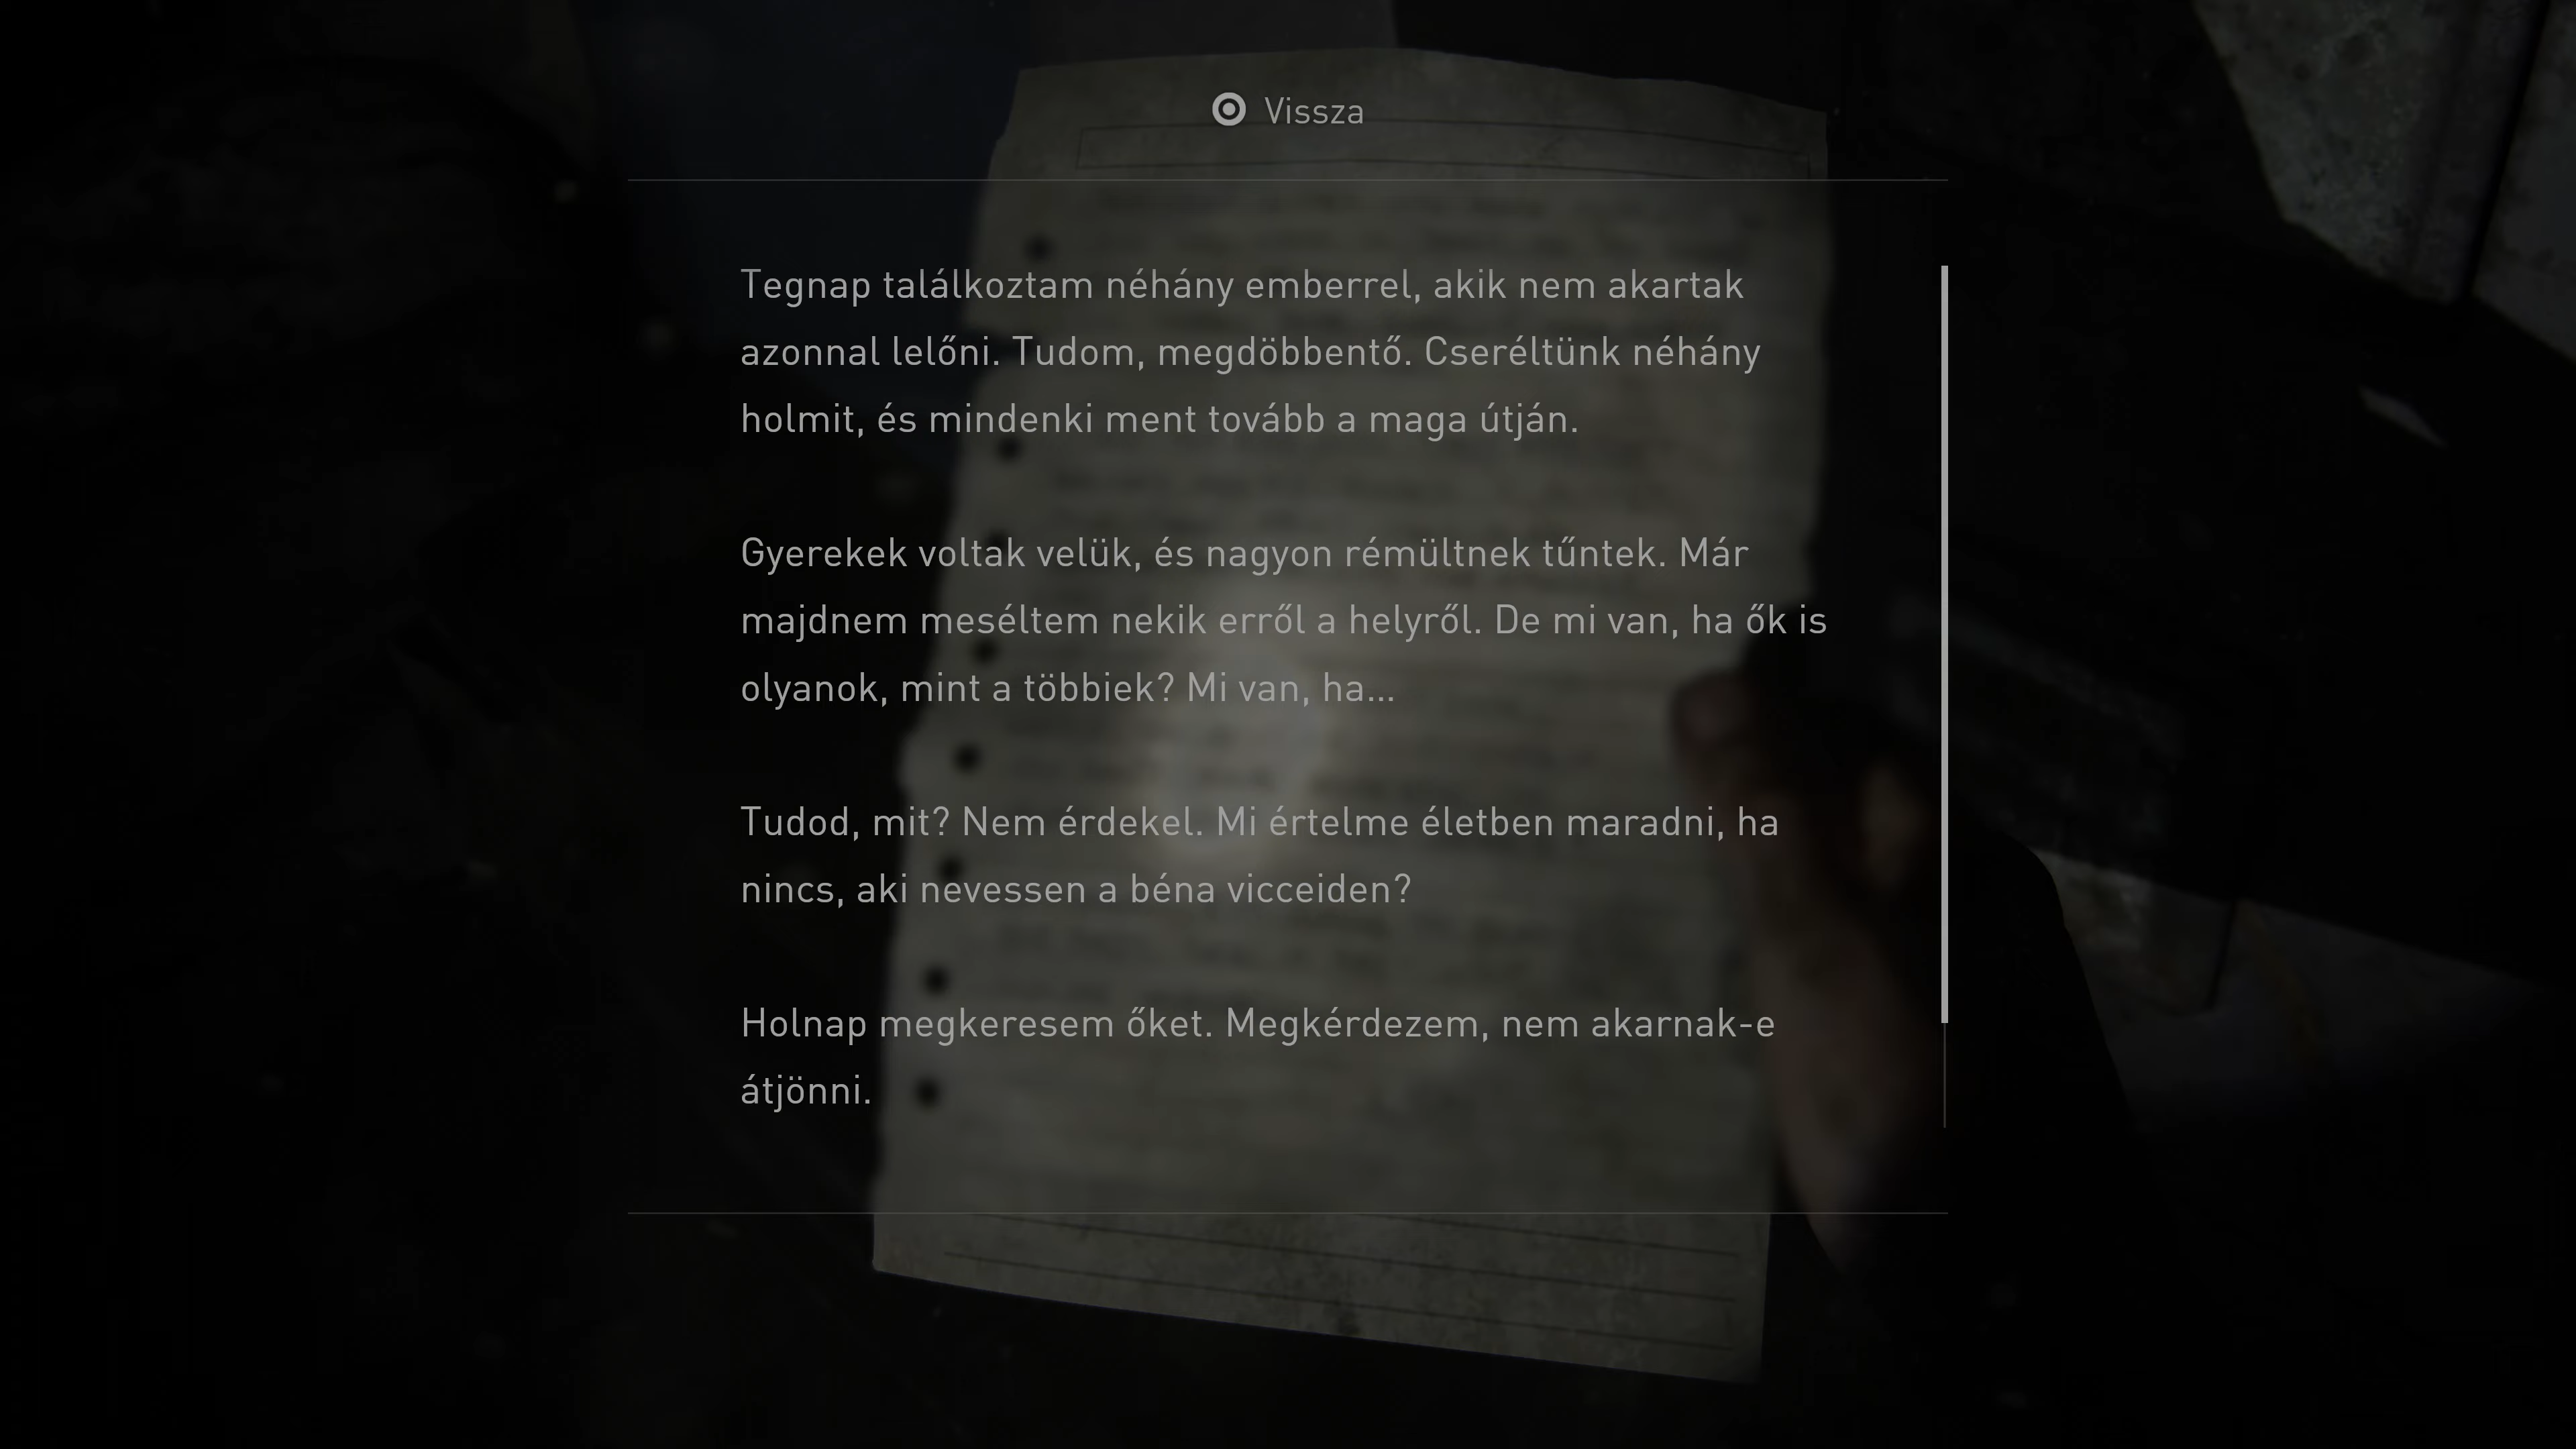 Vissza
Tegnap találkoztam néhány emberrel, akik nem akartak
azonnal lelőni. Tudom, megdöbbentő. Cseréltünk néhány
holmit, és mindenki ment tovább a maga útján.
Gyerekek voltak velük, és nagyon rémültnek tűntek. Már
majdnem meséltem nekik erről a helyről. De mi van, ha ők is
olyanok, mint a többiek? Mi van, ha...
Tudod, mit? Nem érdekel. Mi értelme életben maradni, ha
nincs, aki nevessen a béna vicceiden?
Holnap megkeresem őket. Megkérdezem, nem akarnak-e
átjönni.